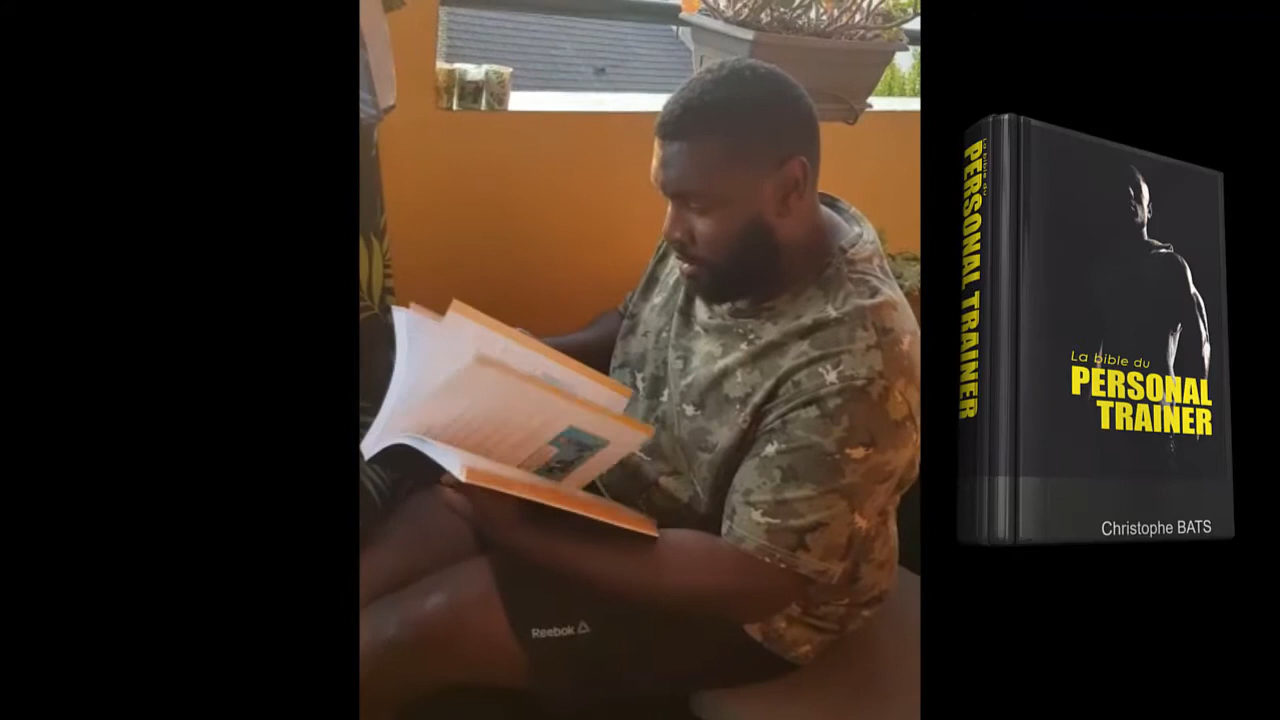 Reebok
La bible du
PERSONAL TRAINER
La bible du
PERSONAL
TRAINER
Christophe BATS